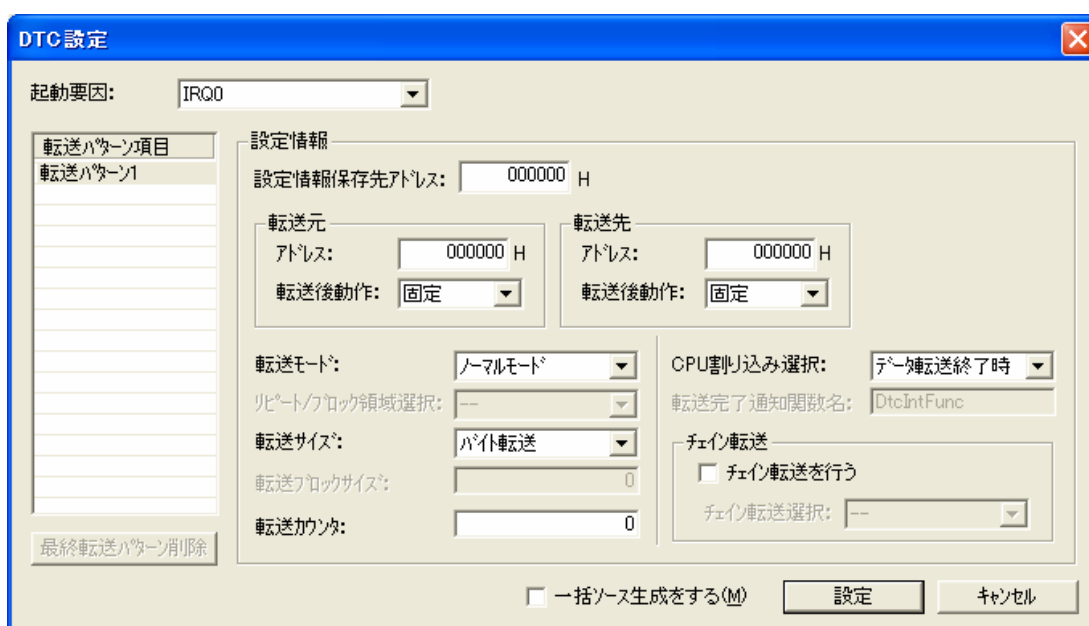 DTC設定
起動要因: IRQ0
転送パターン項目
転送パターン1
最終転送パターン削除
設定情報
設定情報保存先アドレス: 000000 H
転送元
アドレス: 000000 H
転送後動作: 固定
転送先
アドレス: 000000 H
転送後動作: 固定
転送モード: ノーマルモード
リピート/ブロック領域選択: --
転送サイズ: バイト転送
転送ブロックサイズ: 0
転送カウンタ: 0
CPU割り込み選択: データ転送終了時
転送完了通知関数名: DtcIntFunc
チェイン転送
チェイン転送を行う
チェイン転送選択: --
一括ソース生成をする(M) 設定 キャンセル